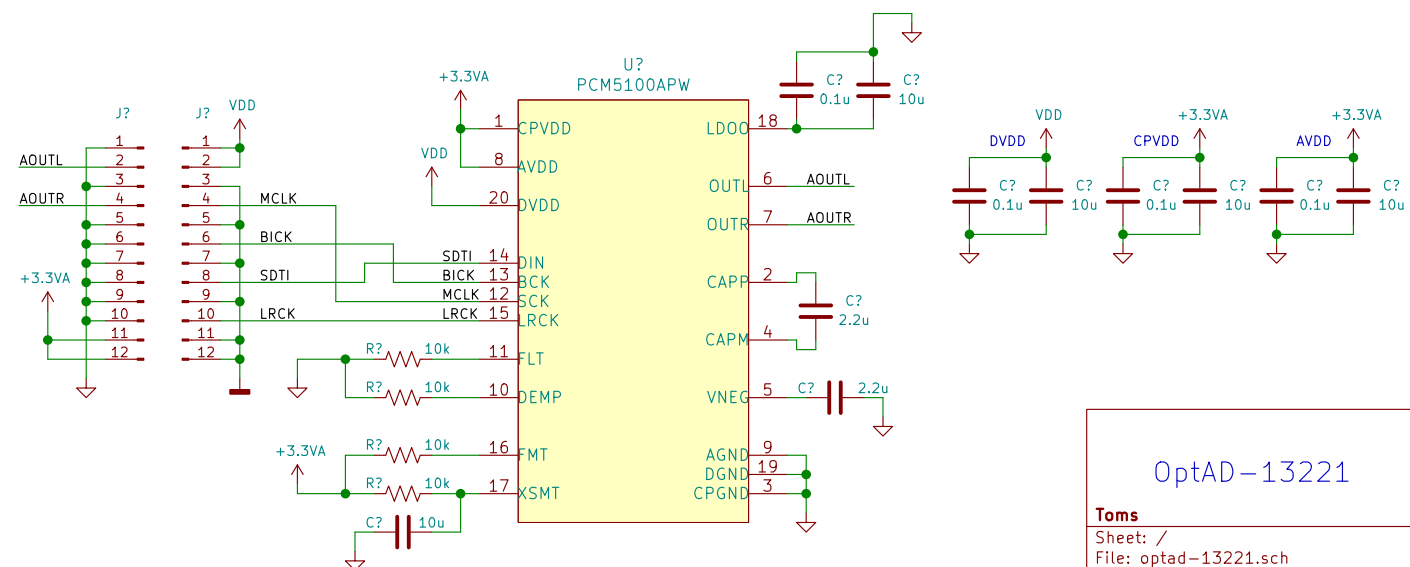 J?
J?
VDD
1
2
3
4
5
6
7
8
9
10
11
12
1
2
3
4
5
6
7
8
9
10
11
12
AOUTL
AOUTR
+3.3VA
MCLK
BICK
SDTI
LRCK
U?
PCM5100APW
+3.3VA
VDD
1 CPVDD
8 AVDD
20 DVDD
SDTI 14 DIN
BICK 13 BCK
MCLK 12 SCK
LRCK 15 LRCK
R? 10k 11 FLT
R? 10k 10 DEMP
+3.3VA
R? 10k 16 FMT
R? 10k 17 XSMT
C? 10u
LDOO 18
C?
0.1u
C?
10u
OUTL 6 AOUTL
OUTR 7 AOUTR
CAPP 2
C?
2.2u
CAPM 4
VNEG 5 C? 2.2u
AGND 9
DGND 19
CPGND 3
DVDD VDD
C?
0.1u
C?
10u
CPVDD +3.3VA
C?
0.1u
C?
10u
AVDD +3.3VA
C?
0.1u
C?
10u
OptAD-13221
Toms
Sheet: /
File: optad-13221.sch